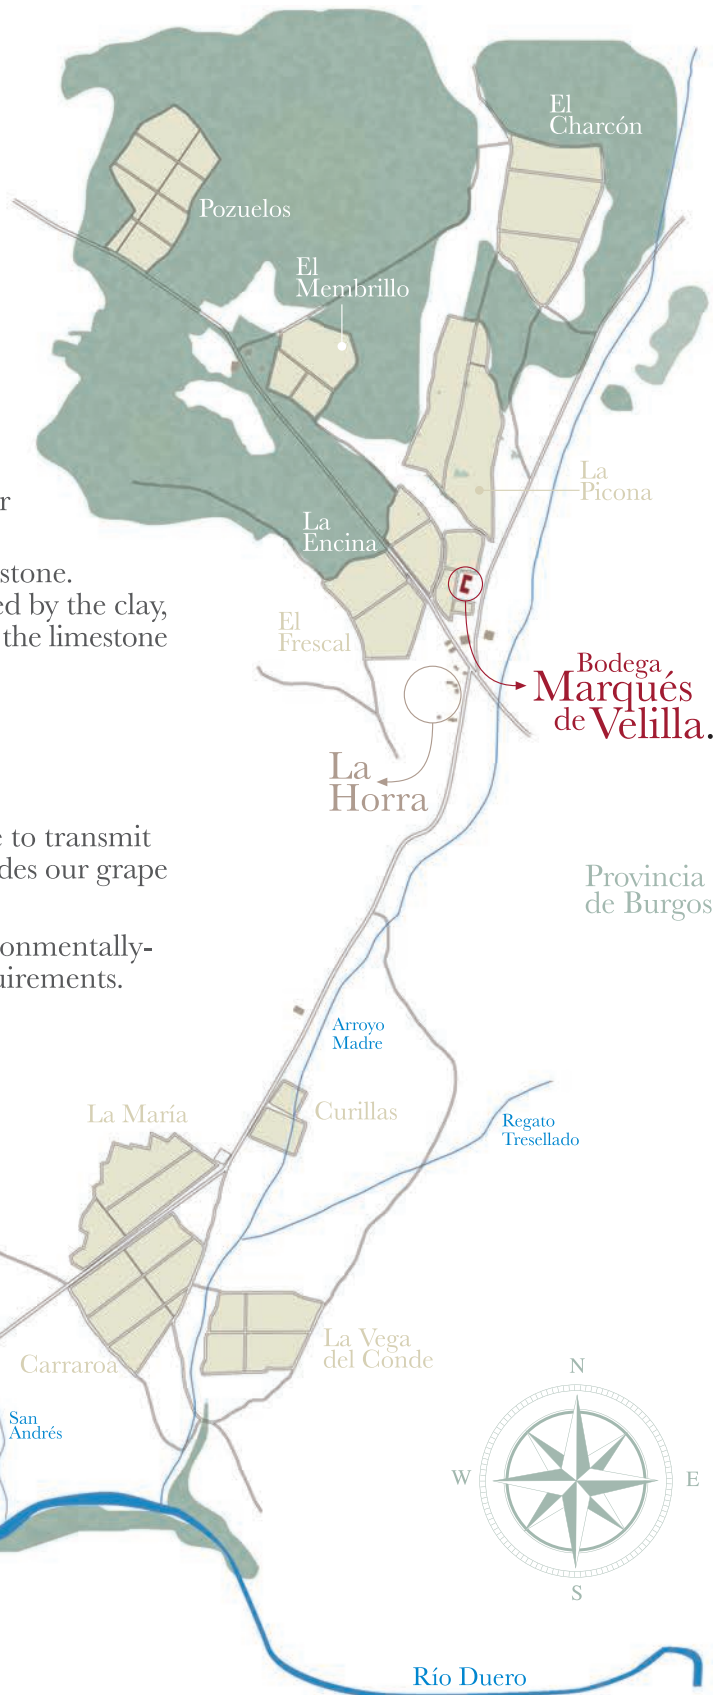 El
Charcón
Pozuelos
El
Membrillo
La
Picona
r
La
Encina
stone.
ed by the clay,
El
Frescal
the limestone
Bodega
Marqués
de Velilla.
La
Horra
e to transmit
des our grape
Provincia
de Burgos
onmentally-
uirements.
Arroyo
Madre
La María
Curillas
Regato
Tresellado
La Vega
del Conde
Carraroa
San
Andrés
N
W
E
S
Río Duero